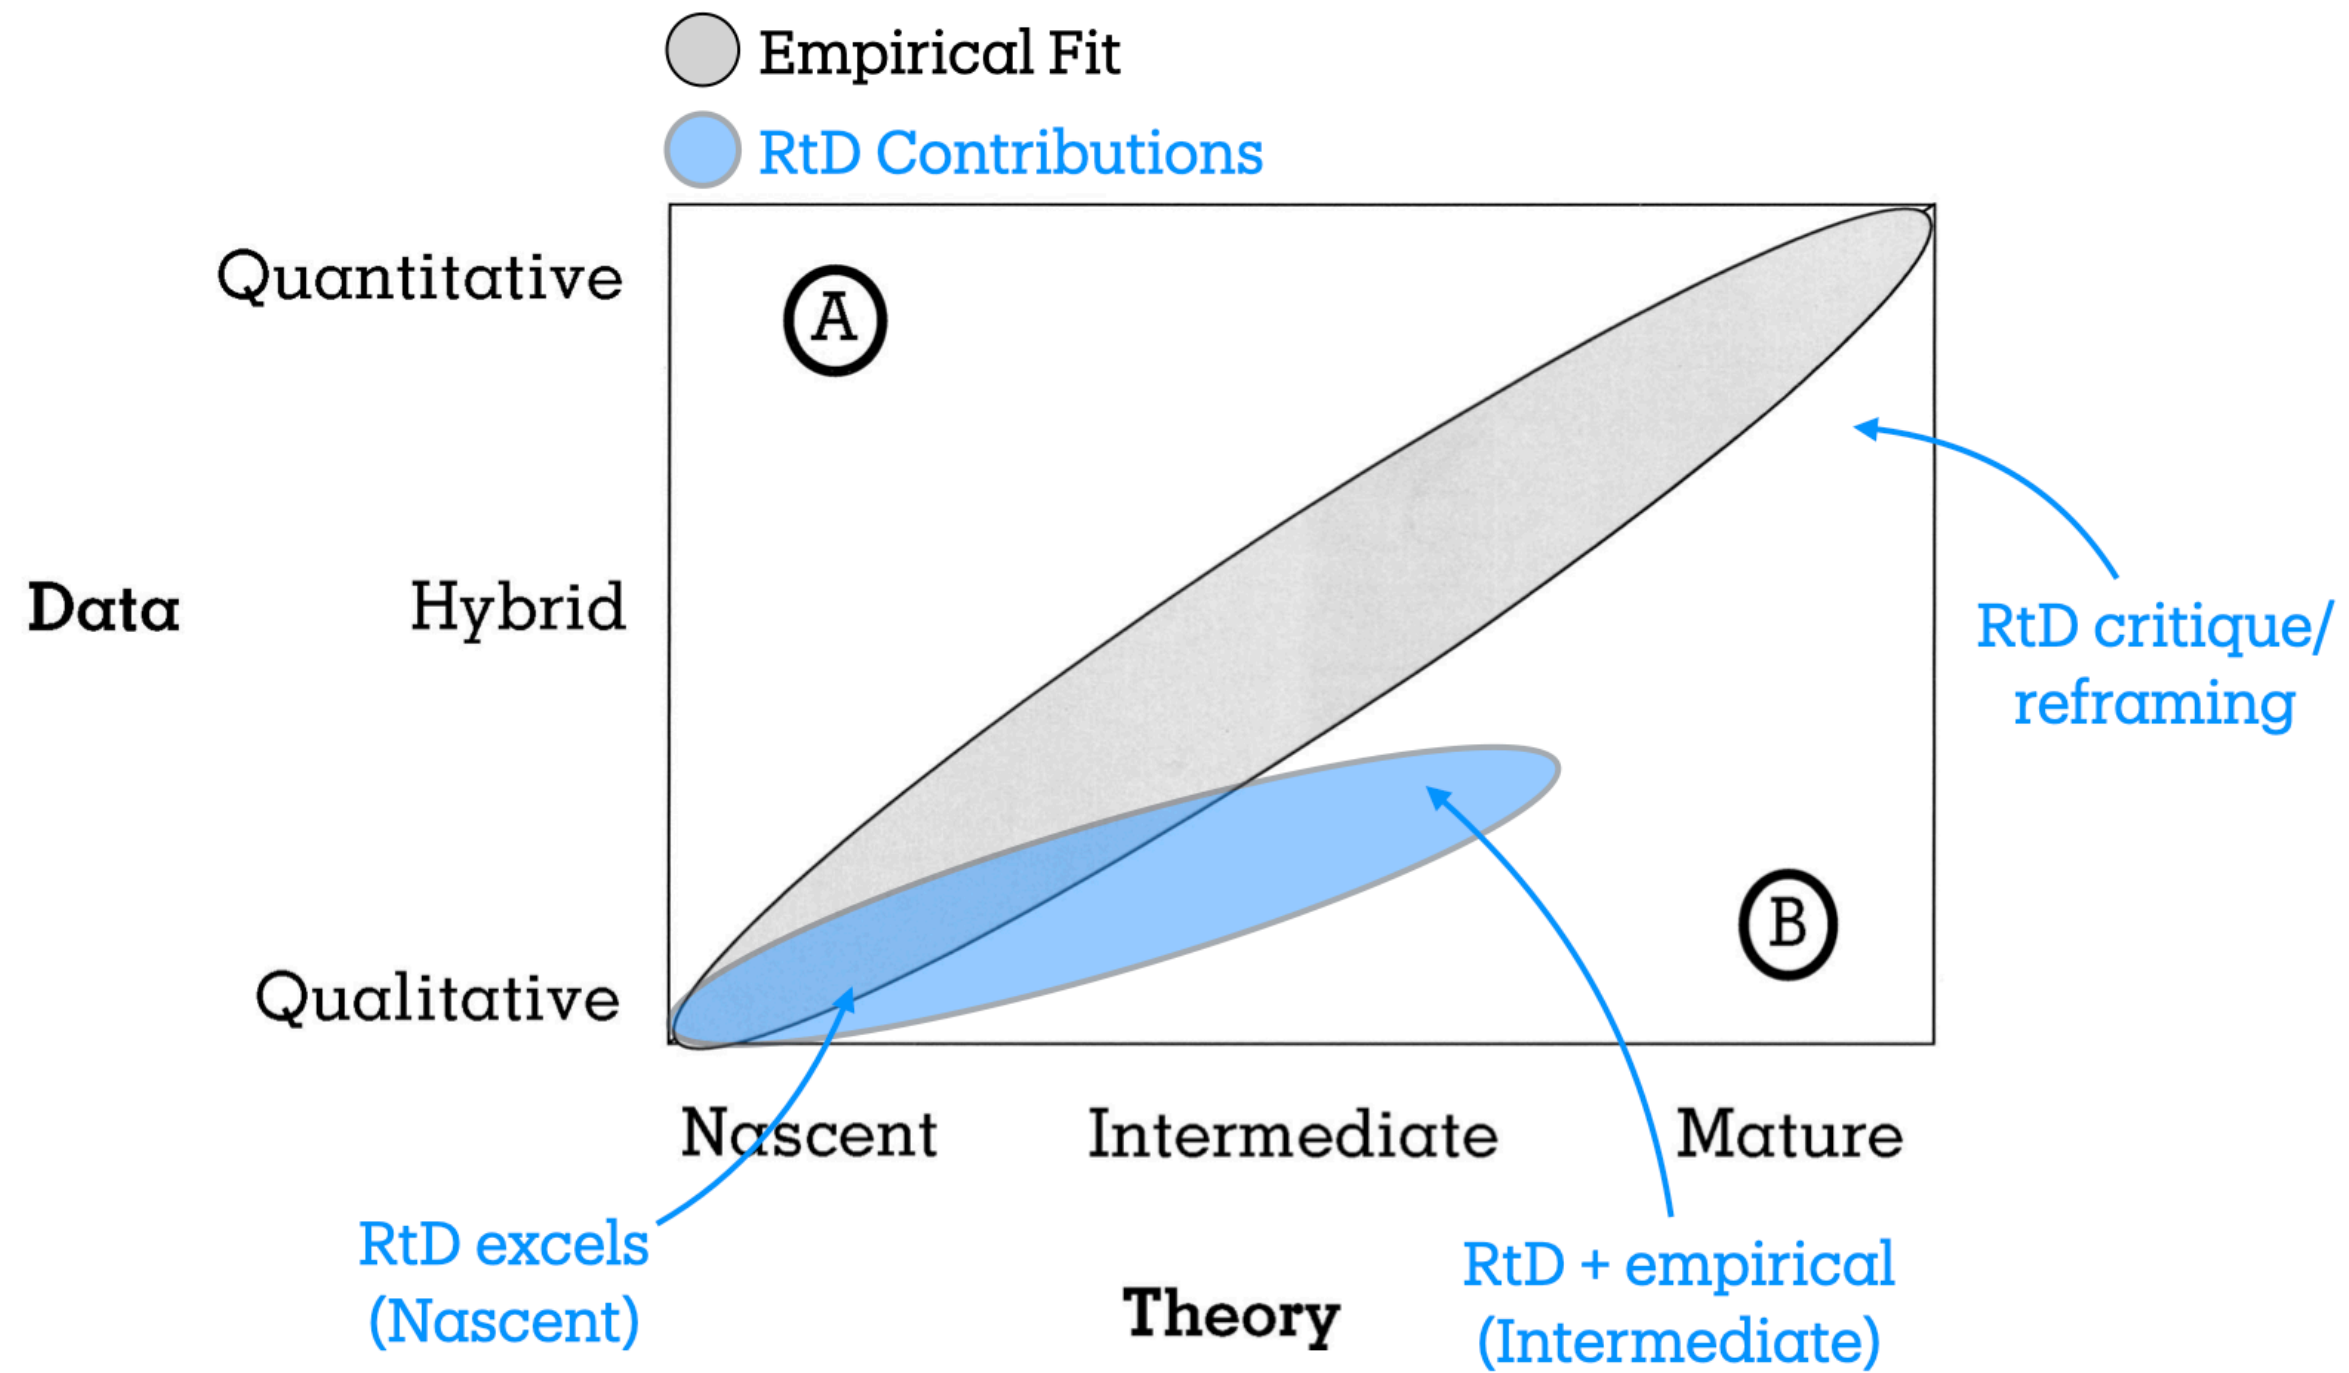 Empirical Fit
RtD Contributions
Quantitative
A
Data
Hybrid
RtD critique/
reframing
B
Qualitative
Nascent
Intermediate
Mature
RtD excels
(Nascent)
RtD + empirical
(Intermediate)
Theory